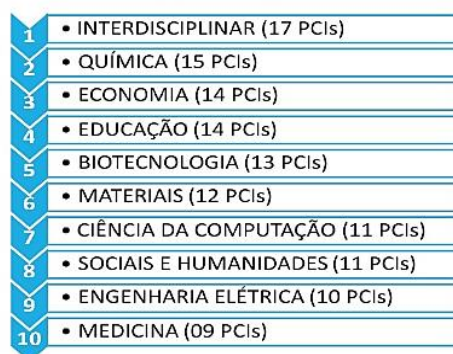 1 • INTERDISCIPLINAR (17 PCIs)
2 • QUÍMICA (15 PCIs)
3 • ECONOMIA (14 PCIs)
4 • EDUCAÇÃO (14 PCIs)
5 • BIOTECNOLOGIA (13 PCIs)
6 • MATERIAIS (12 PCIs)
7 • CIÊNCIA DA COMPUTAÇÃO (11 PCIs)
8 • SOCIAIS E HUMANIDADES (11 PCIs)
9 • ENGENHARIA ELÉTRICA (10 PCIs)
10 • MEDICINA (09 PCIs)